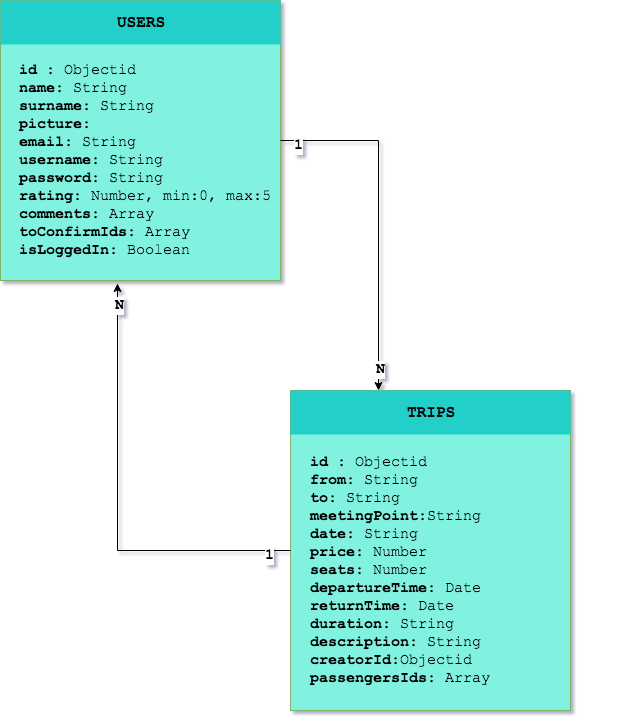 USERS
id : Objectid
name: String
surname: String
picture:
email: String
username: String
password: String
rating: Number, min:0, max:5
comments: Array
toConfirmIds: Array
isLoggedIn: Boolean
1
N
N
TRIPS
id : Objectid
from: String
to: String
meetingPoint:String
date: String
price: Number
1
seats: Number
departureTime: Date
returnTime: Date
duration: String
description: String
creatorId:Objectid
passengersIds: Array